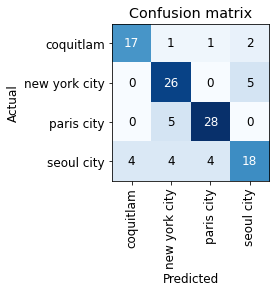 Confusion matrix
Actual
coquitlam 17 1 1 2
new york city 0 26 0 5
paris city 0 5 28 0
seoul city 4 4 4 18
coquitlam
new york city
paris city
seoul city
Predicted